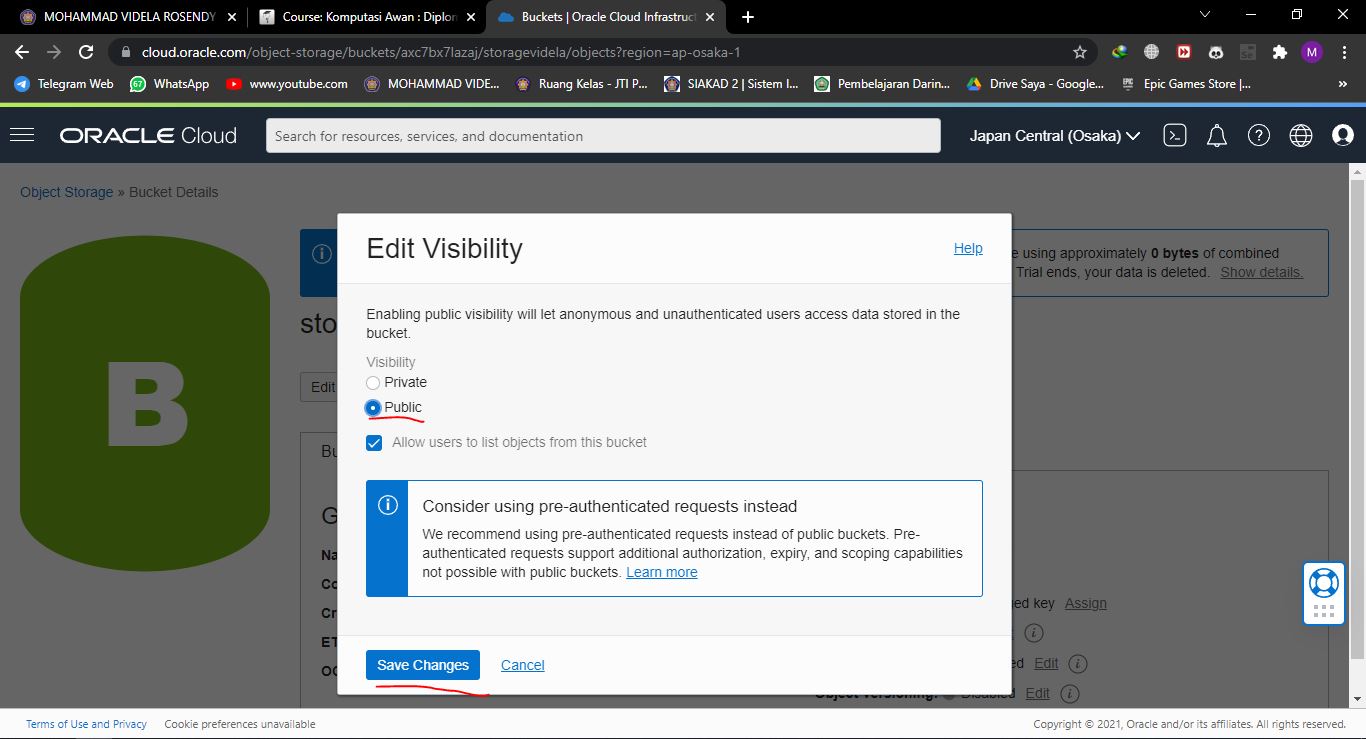 MOHAMMAD VIDELA ROSENDY
Course: Komputasi Awan : Diplon
Buckets | Oracle Cloud Infrastruct
cloud.oracle.com/object-storage/buckets/axc7bx7lazaj/storagevidela/objects?region=ap-osaka-1
M
Telegram Web
67
WhatsApp
www.youtube.com
MOHAMMAD VIDE...
Ruang Kelas - JTI P...
SIAKAD 2 | Sistem I...
Pembelajaran Darin...
Drive Saya - Google...
Epic Games Store |...
»
ORACLE Cloud
Search for resources, services, and documentation
Japan Central (Osaka)
Object Storage » Bucket Details
B
e using approximately 0 bytes of combined
Trial ends, your data is deleted. Show details.
sto
Edit
Bu
G
Na
Co
Cr
ET
OC
Edit Visibility
Help
Enabling public visibility will let anonymous and unauthenticated users access data stored in the
bucket.
Visibility
Private
Public
Allow users to list objects from this bucket
Consider using pre-authenticated requests instead
We recommend using pre-authenticated requests instead of public buckets. Pre-
authenticated requests support additional authorization, expiry, and scoping capabilities
not possible with public buckets. Learn more
Save Changes
Cancel
ged key Assign
ed Edit
Object Versioning: Disabled Edit
Terms of Use and Privacy
Cookie preferences unavailable
Copyright © 2021, Oracle and/or its affiliates. All rights reserved.